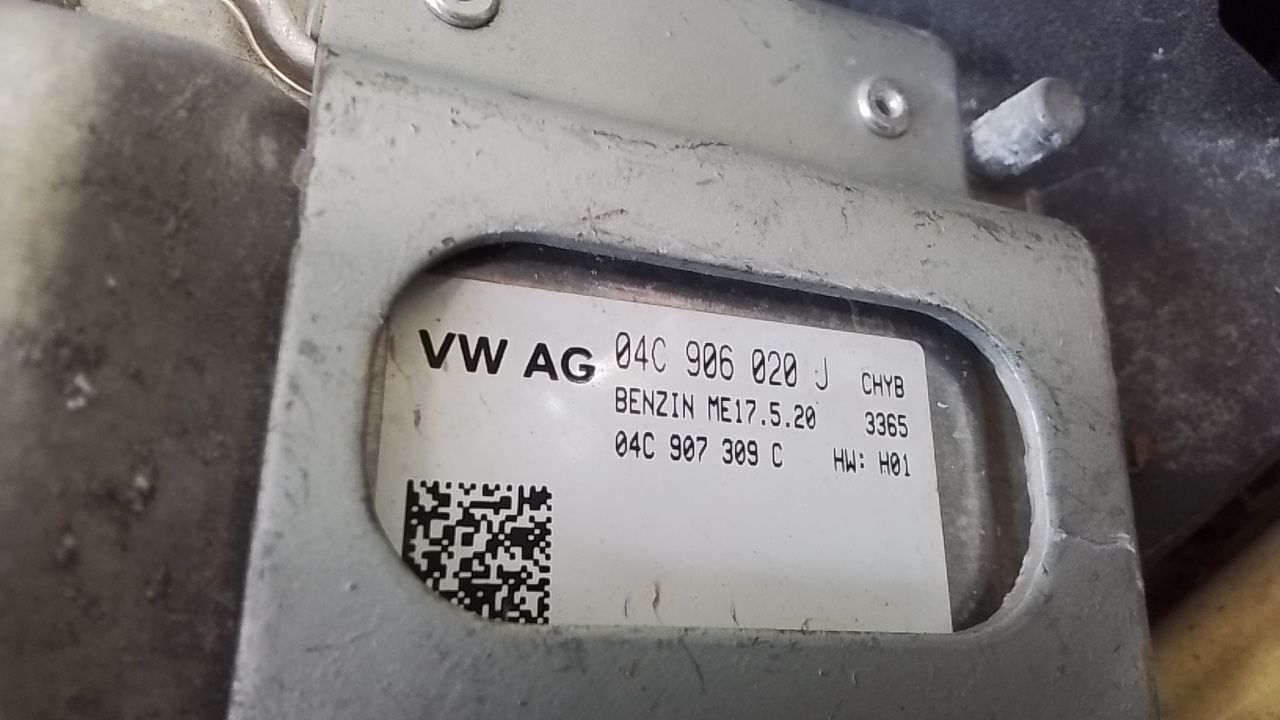 VW AG 04C 906 020 J CHYB
BENZIN ME17.5.20 3365
04C 907 309 C HW: H01